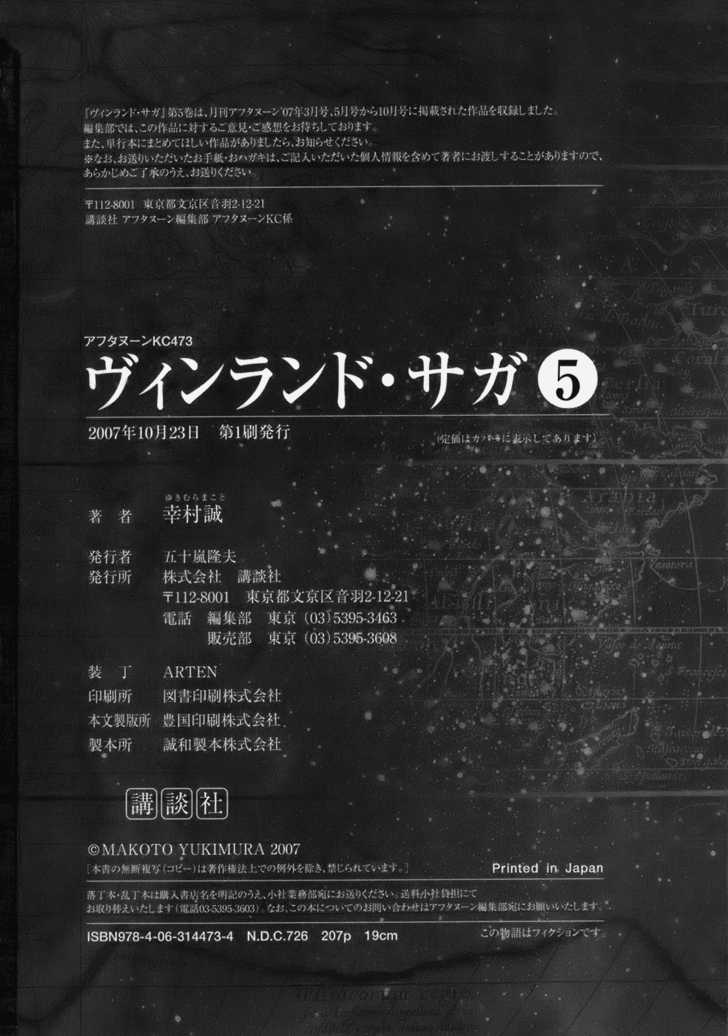 『ヴィンランド・サガ』第5巻は、月刊アフタヌーン'07年3月号、5月号から10月号に掲載された作品を収録しました。
編集部では、この作品に対するご意見・ご感想をお待ちしております。
また、単行本にまとめてほしい作品がありましたら、お知らせください。
※なお、お送りいただいたお手紙・おハガキは、ご記入いただいた個人情報を含めて著者にお渡しすることがありますので、
あらかじめご了承のうえ、お送りください。
〒112-8001 東京都文京区音羽2-12-21
講談社 アフタヌーン編集部 アフタヌーンKC係
アフタヌーンKC473
ヴィンランド・サガ 5
2007年10月23日 第1刷発行
(定価はカバーに表示してあります)
ゆきむらまこと
著者 幸村誠
発行者 五十嵐隆夫
発行所 株式会社 講談社
〒112-8001 東京都文京区音羽2-12-21
電話 編集部 東京 (03)5395-3463
販売部 東京 (03)5395-3608
装丁 ARTEN
印刷所 図書印刷株式会社
本文製版所 豊国印刷株式会社
製本所 誠和製本株式会社
講談社
©MAKOTO YUKIMURA 2007
[本書の無断複写(コピー)は著作権法上での例外を除き、禁じられています。]
Printed in Japan
落丁本・乱丁本は購入書店名を明記のうえ、小社業務部宛にお送りください。送料小社負担にて
お取り替えいたします(電話03-5395-3603)。なお、この本についてのお問い合わせはアフタヌーン編集部宛にお願いいたします。
ISBN978-4-06-314473-4 N.D.C.726 207p 19cm
この物語はフィクションです。
Arabia